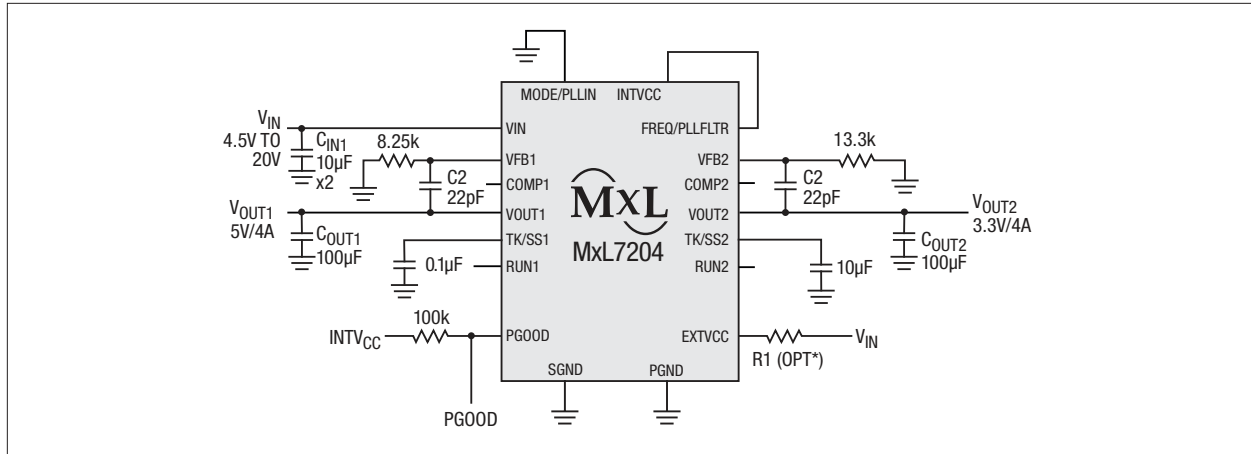 MODE/PLLIN INTVCC
VIN
4.5V TO
20V
CIN1
10µF
x2
8.25k
VIN
VFB1
C2
22pF
COMP1
VOUT1
5V/4A
COUT1
100µF
VOUT1
TK/SS1
0.1µF
RUN1
INTVCC
100k
PGOOD
PGOOD
SGND PGND
MXL
MxL7204
FREQ/PLLFLTR
VFB2
13.3k
COMP2
C2
22pF
VOUT2
VOUT2
3.3V/4A
COUT2
100µF
TK/SS2
10µF
RUN2
EXTVCC
R1 (OPT*)
VIN